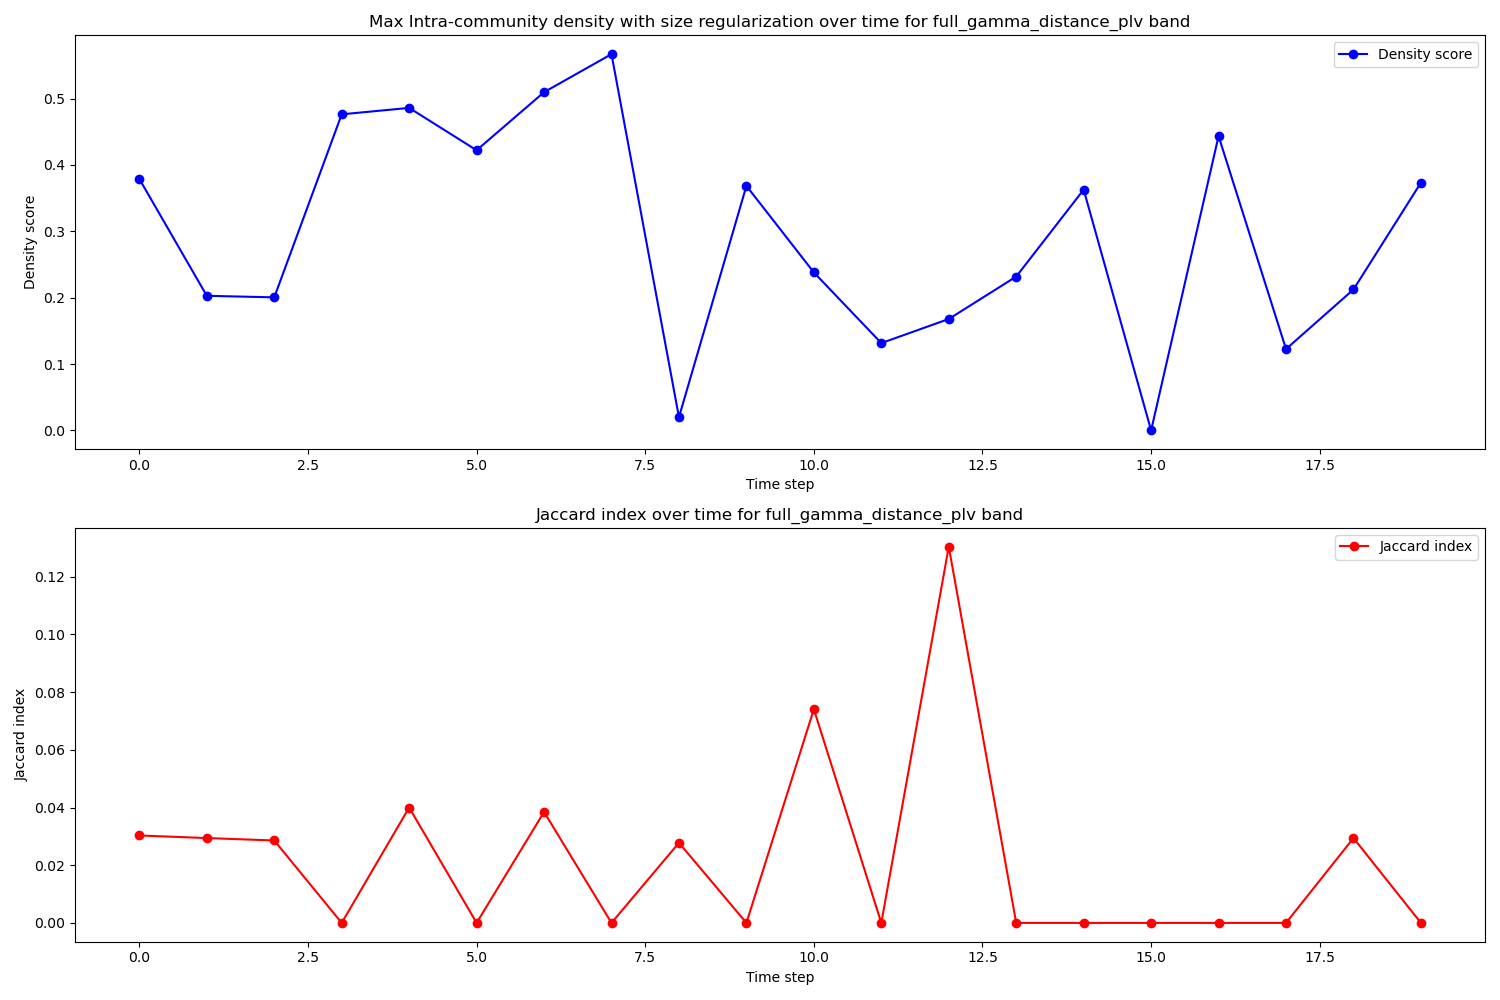 Max Intra-community density with size regularization over time for full_gamma_distance_plv band
Density score
Density score
0.5
0.4
0.3
0.2
0.1
0.0
0.0 2.5 5.0 7.5 10.0 12.5 15.0 17.5
Time step
Jaccard index over time for full_gamma_distance_plv band
Jaccard index
Jaccard index
0.12
0.10
0.08
0.06
0.04
0.02
0.00
0.0 2.5 5.0 7.5 10.0 12.5 15.0 17.5
Time step